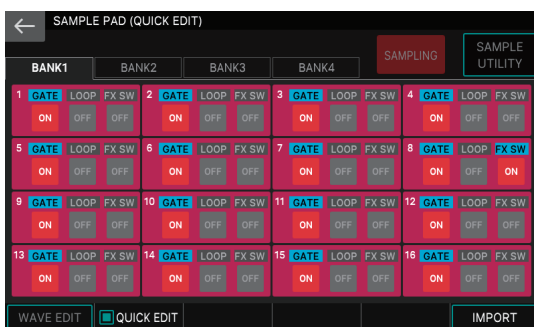 ← SAMPLE PAD (QUICK EDIT)
SAMPLING
SAMPLE
UTILITY
BANK1 BANK2 BANK3 BANK4
1 GATE LOOP FX SW 2 GATE LOOP FX SW 3 GATE LOOP FX SW 4 GATE LOOP FX SW
ON OFF OFF ON OFF OFF ON OFF OFF ON OFF OFF
5 GATE LOOP FX SW 6 GATE LOOP FX SW 7 GATE LOOP FX SW 8 GATE LOOP FX SW
ON OFF OFF ON OFF OFF ON OFF OFF ON OFF ON
9 GATE LOOP FX SW 10 GATE LOOP FX SW 11 GATE LOOP FX SW 12 GATE LOOP FX SW
ON OFF OFF ON OFF OFF ON OFF OFF ON OFF OFF
13 GATE LOOP FX SW 14 GATE LOOP FX SW 15 GATE LOOP FX SW 16 GATE LOOP FX SW
ON OFF OFF ON OFF OFF ON OFF OFF ON OFF OFF
WAVE EDIT QUICK EDIT IMPORT